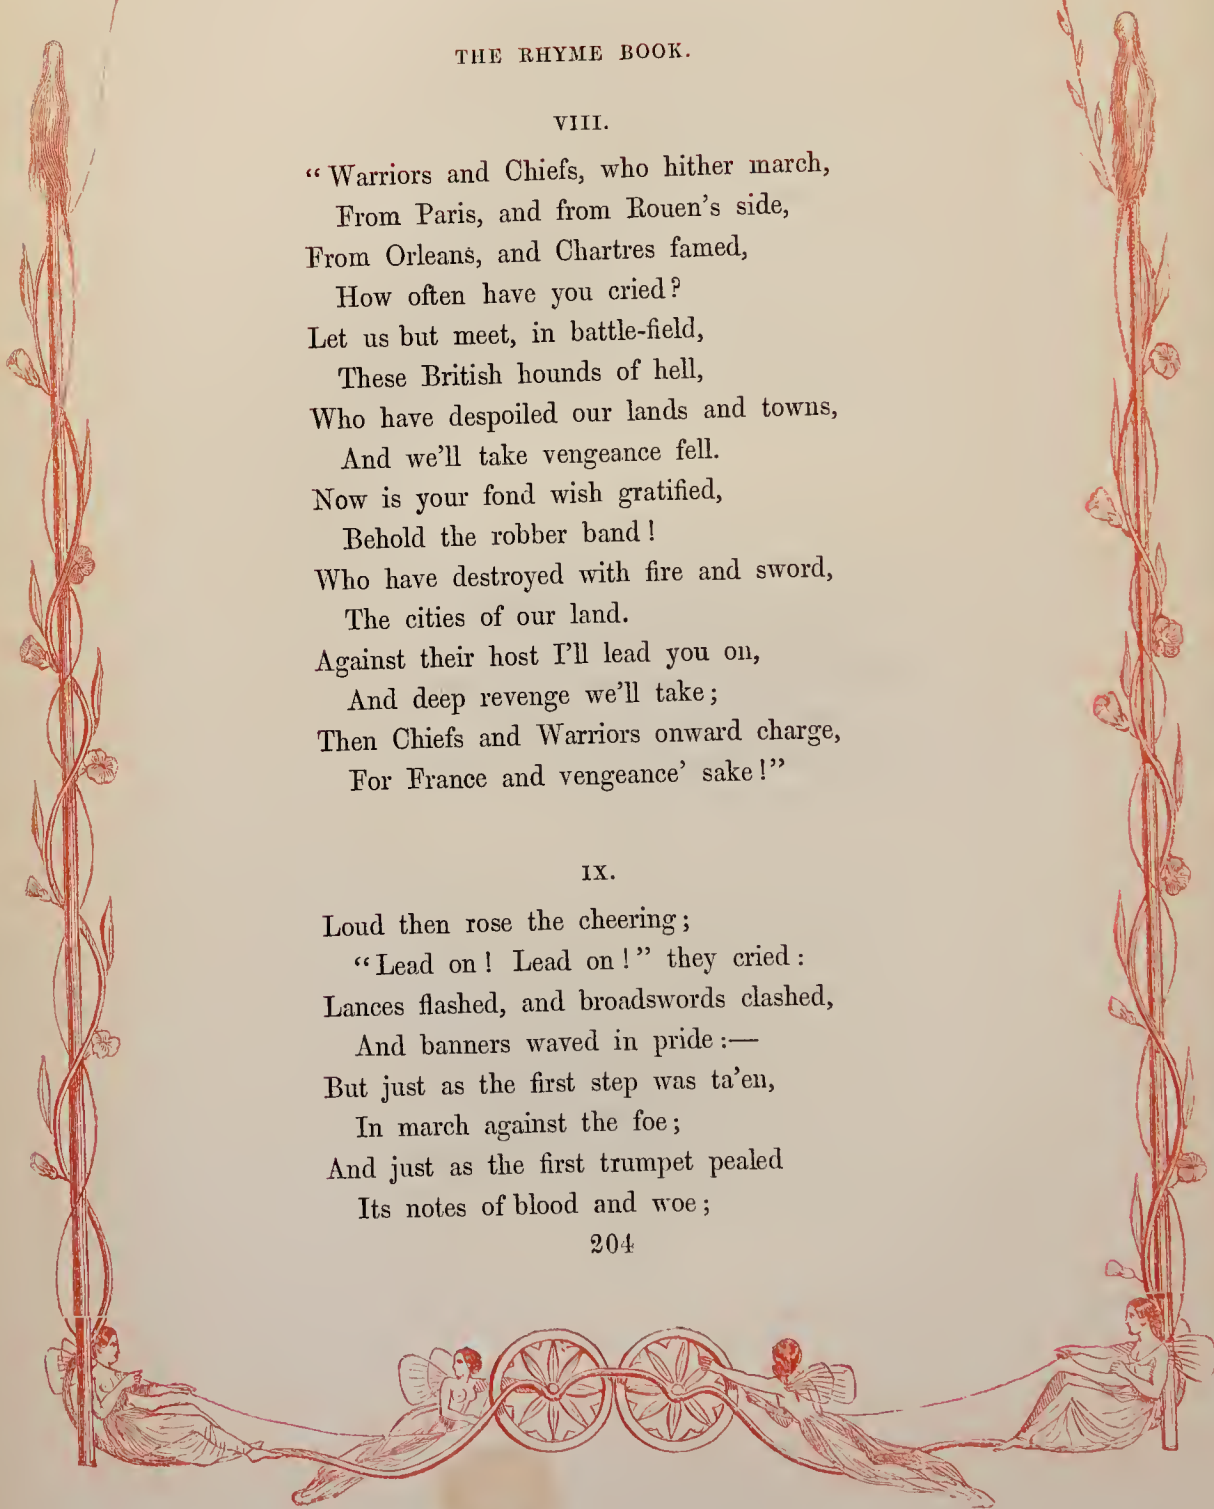 THE RHYME BOOK.
VIII.
“Warriors and Chiefs, who hither march,
From Paris, and from Rouen’s side,
From Orleans, and Chartres famed,
How often have you cried?
Let us but meet, in battle-field,
These British hounds of hell,
Who have despoiled our lands and towns,
And we’ll take vengeance fell.
Now is your fond wish gratified,
Behold the robber band!
Who have destroyed with fire and sword,
The cities of our land.
Against their host I’ll lead you on,
And deep revenge we’ll take;
Then Chiefs and Warriors onward charge,
For France and vengeance’ sake!”
IX.
Loud then rose the cheering;
“Lead on! Lead on!” they cried:
Lances flashed, and broadswords clashed,
And banners waved in pride:—
But just as the first step was ta’en,
In march against the foe;
And just as the first trumpet pealed
Its notes of blood and woe;
204